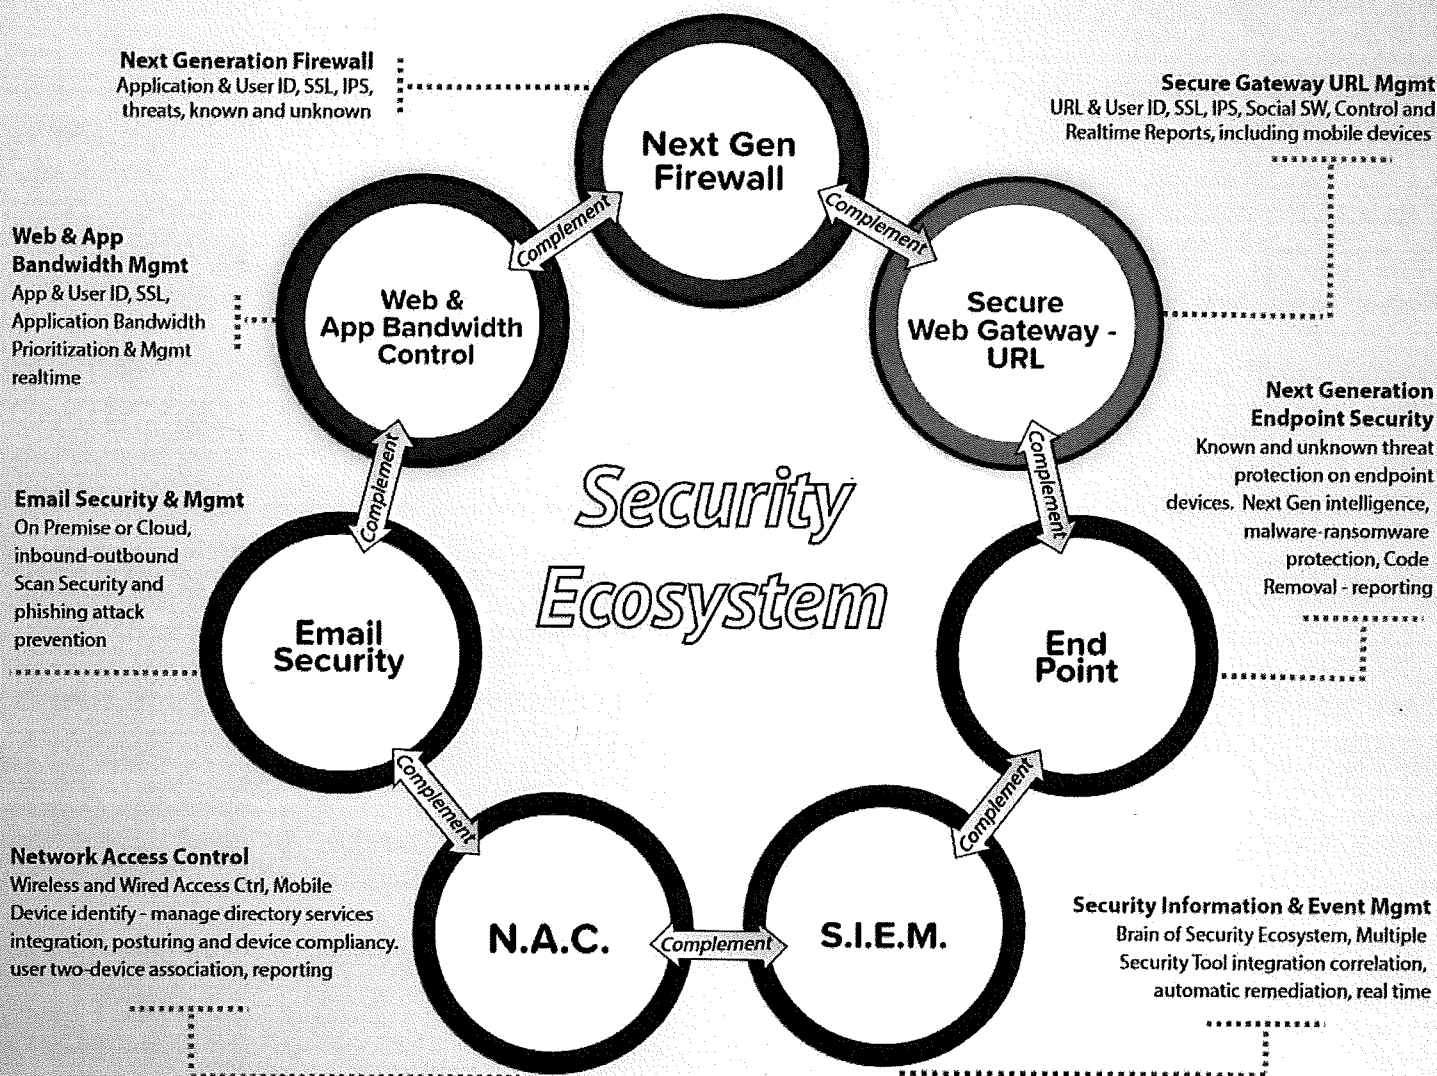 Next Generation Firewall
Application & User ID, SSL, IPS,
threats, known and unknown
Next Gen
Firewall
Secure Gateway URL Mgmt
URL & User ID, SSL, IPS, Social SW, Control and
Realtime Reports, including mobile devices
Complement
Complement
Web & App
Bandwidth Mgmt
App & User ID, SSL,
Application Bandwidth
Prioritization & Mgmt
realtime
Web &
App Bandwidth
Control
Secure
Web Gateway -
URL
Next Generation
Endpoint Security
Known and unknown threat
protection on endpoint
devices. Next Gen intelligence,
malware-ransomware
protection, Code
Removal - reporting
Complement
Complement
Security
Ecosystem
Email Security & Mgmt
On Premise or Cloud,
inbound-outbound
Scan Security and
phishing attack
prevention
Email
Security
End
Point
Complement
Complement
Network Access Control
Wireless and Wired Access Ctrl, Mobile
Device identify - manage directory services
integration, posturing and device compliancy.
user two-device association, reporting
N.A.C.
Complement
S.I.E.M.
Security Information & Event Mgmt
Brain of Security Ecosystem, Multiple
Security Tool integration correlation,
automatic remediation, real time